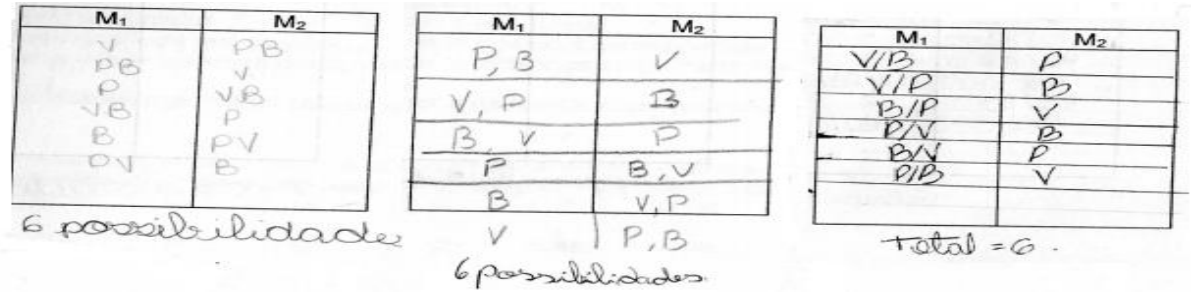 M₁ M₂
V PB
PB V
P VB
VB P
B PV
PV B
6 possibilidades
M₁ M₂
P, B V
V, P B
B, V P
P B, V
B V, P
V P, B
6 possibilidades
M₁ M₂
V/B P
V/P B
B/P V
P/V B
B/V P
P/B V
Total = 6.